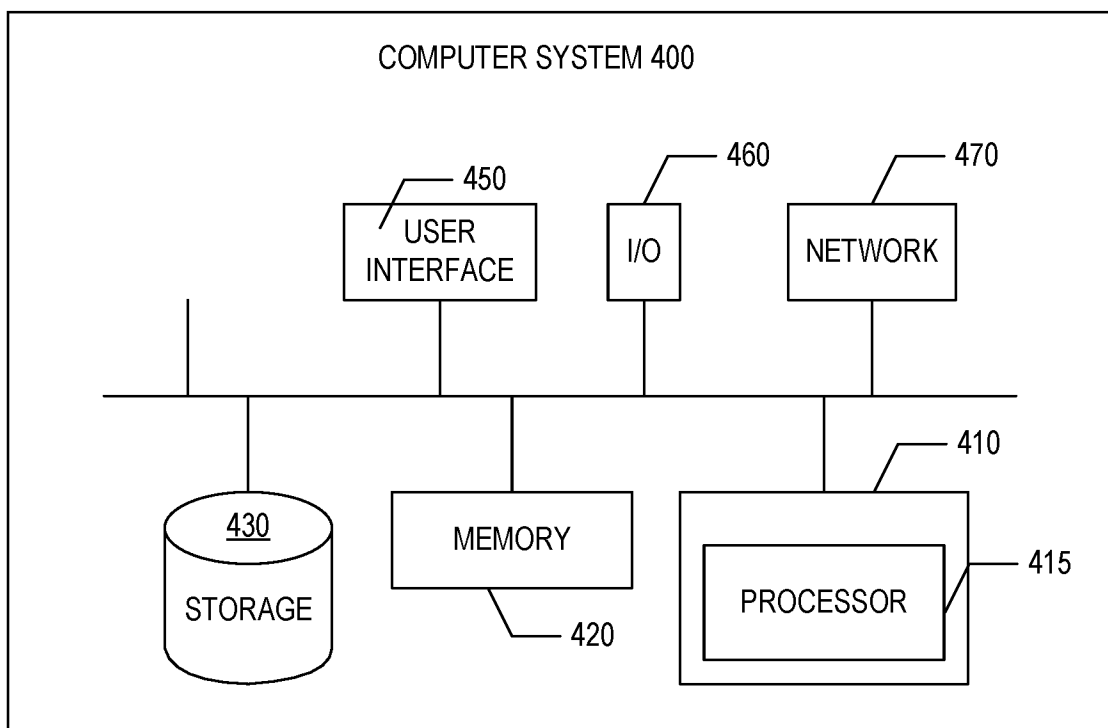 COMPUTER SYSTEM 400
450
460
470
USER
INTERFACE
I/O
NETWORK
410
430
STORAGE
MEMORY
420
PROCESSOR
415